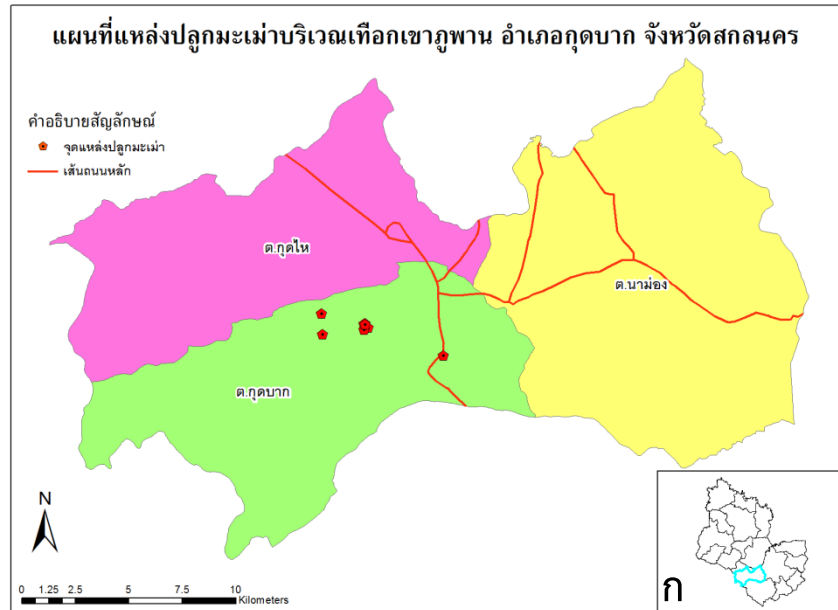 แผนที่แหล่งปลูกมะเม่าบริเวณเทือกเขาภูพาน อำเภอกุดบาก จังหวัดสกลนคร
คำอธิบายสัญลักษณ์
จุดแหล่งปลูกมะเม่า
เส้นถนนหลัก
ต.กุดไห
ต.นาม่อง
ต.กุดบาก
N
0 1.25 2.5 5 7.5 10
Kilometers
ก